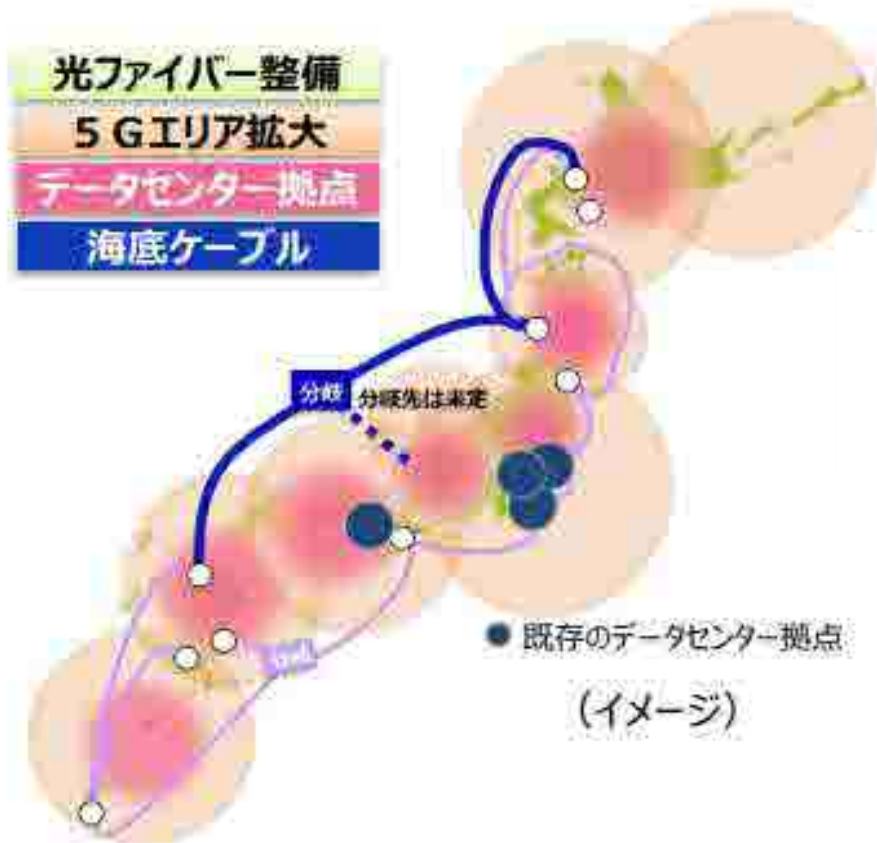 光ファイバー整備
5Gエリア拡大
データセンター拠点
海底ケーブル
分岐
分岐先は未定
既存のデータセンター拠点
(イメージ)